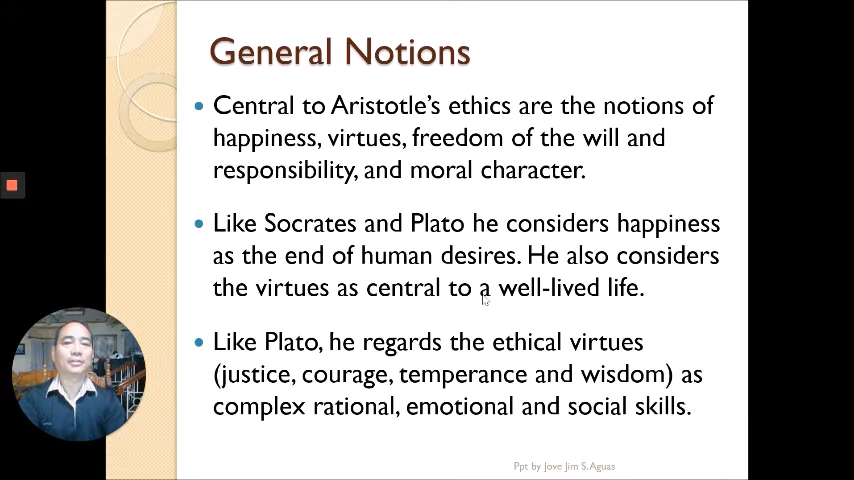 General Notions
Central to Aristotle's ethics are the notions of
happiness, virtues, freedom of the will and
responsibility, and moral character.
Like Socrates and Plato he considers happiness
as the end of human desires. He also considers
the virtues as central to a well-lived life.
Like Plato, he regards the ethical virtues
(justice, courage, temperance and wisdom) as
complex rational, emotional and social skills.
Ppt by Jove Jim S. Aguas